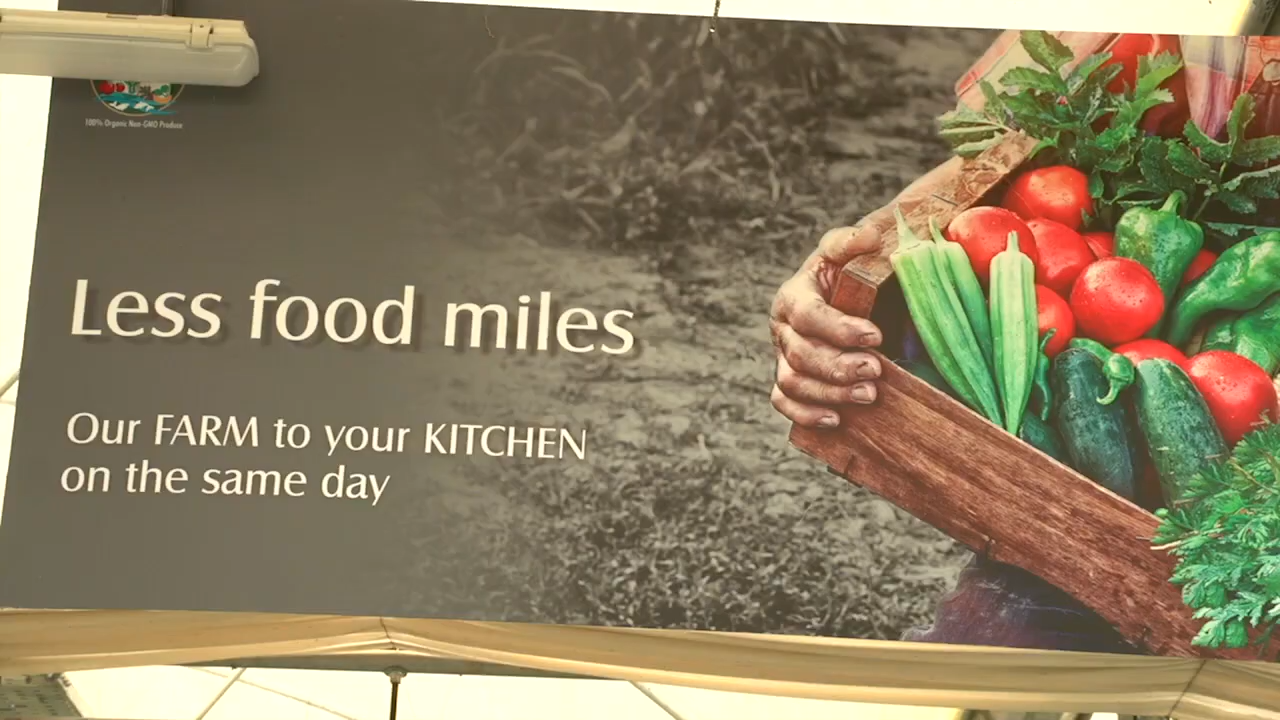 100% Organic Non-GMO Produce
Less food miles
Our FARM to your KITCHEN
on the same day